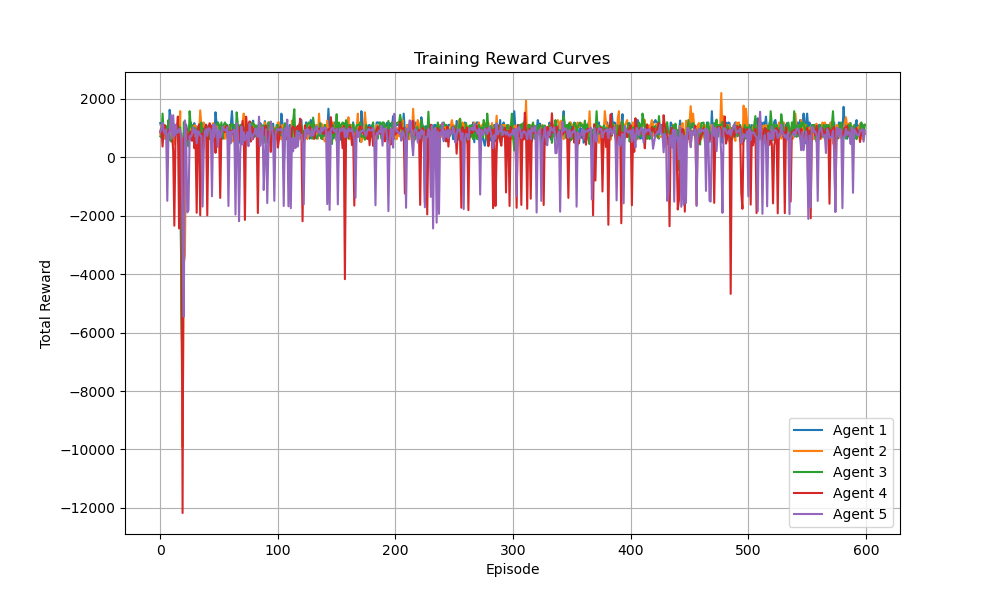 Training Reward Curves
2000
0
−2000
−4000
−6000
−8000
−10000
−12000
Total Reward
0 100 200 300 400 500 600
Episode
Agent 1
Agent 2
Agent 3
Agent 4
Agent 5